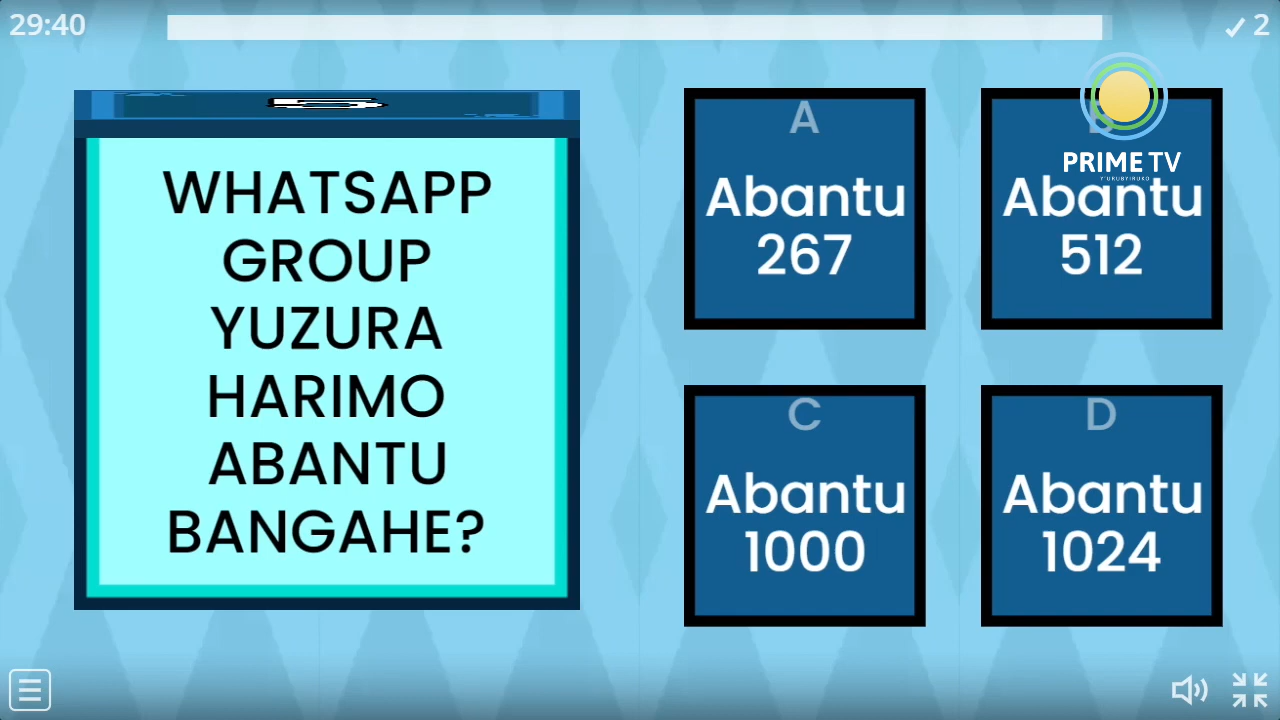 29:40
2
WHATSAPP
GROUP
YUZURA
HARIMO
ABANTU
BANGAHE?
A
Abantu
267
B
Abantu
512
PRIME TV
Y'URUBYIRUKO
C
Abantu
1000
D
Abantu
1024